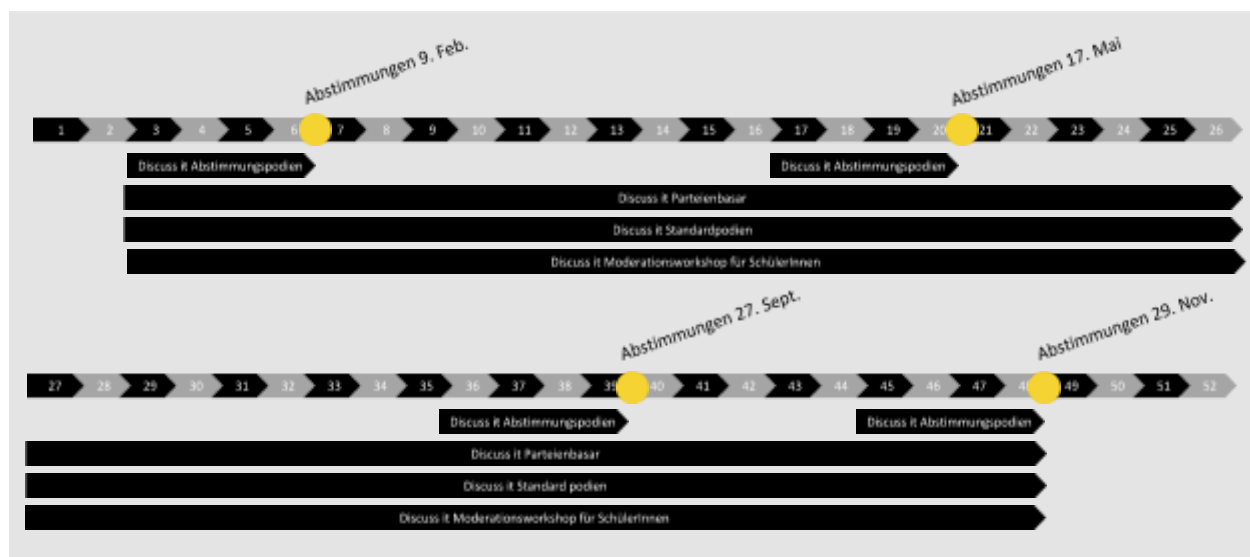 Abstimmungen 9. Feb.
Abstimmungen 17. Mai
1 2 3 4 5 6 7 8 9 10 11 12 13 14 15 16 17 18 19 20 21 22 23 24 25 26
Discuss it Abstimmungspodien Discuss it Abstimmungspodien
Discuss it Parteienbasar
Discuss it Standardpodien
Discuss it Moderationsworkshop für SchülerInnen
Abstimmungen 27. Sept.
Abstimmungen 29. Nov.
27 28 29 30 31 32 33 34 35 36 37 38 39 40 41 42 43 44 45 46 47 48 49 50 51 52
Discuss it Abstimmungspodien Discuss it Abstimmungspodien
Discuss it Parteienbasar
Discuss it Standard podien
Discuss it Moderationsworkshop für SchülerInnen